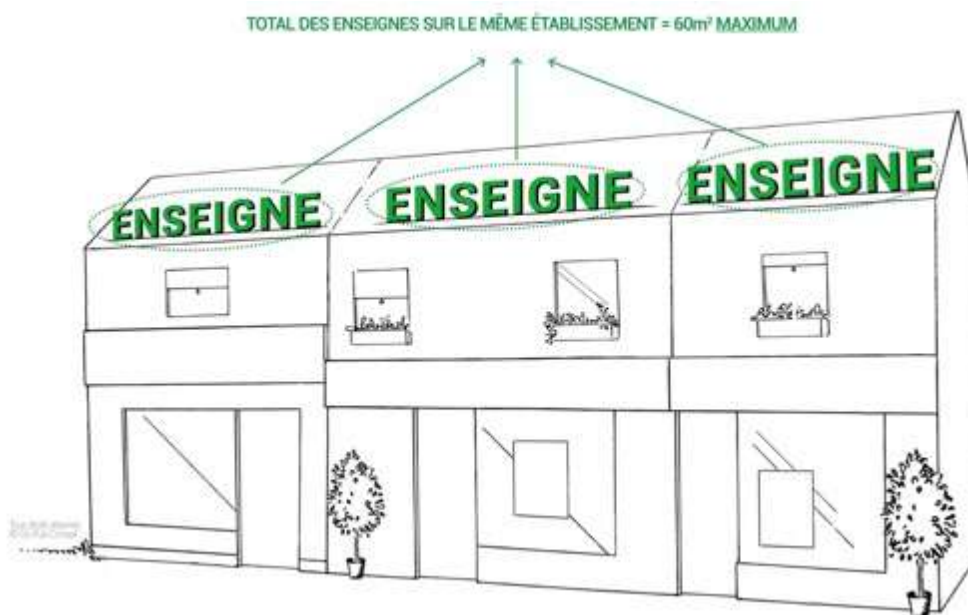 TOTAL DES ENSEIGNES SUR LE MÊME ÉTABLISSEMENT = 60m² MAXIMUM
ENSEIGNE
ENSEIGNE
ENSEIGNE